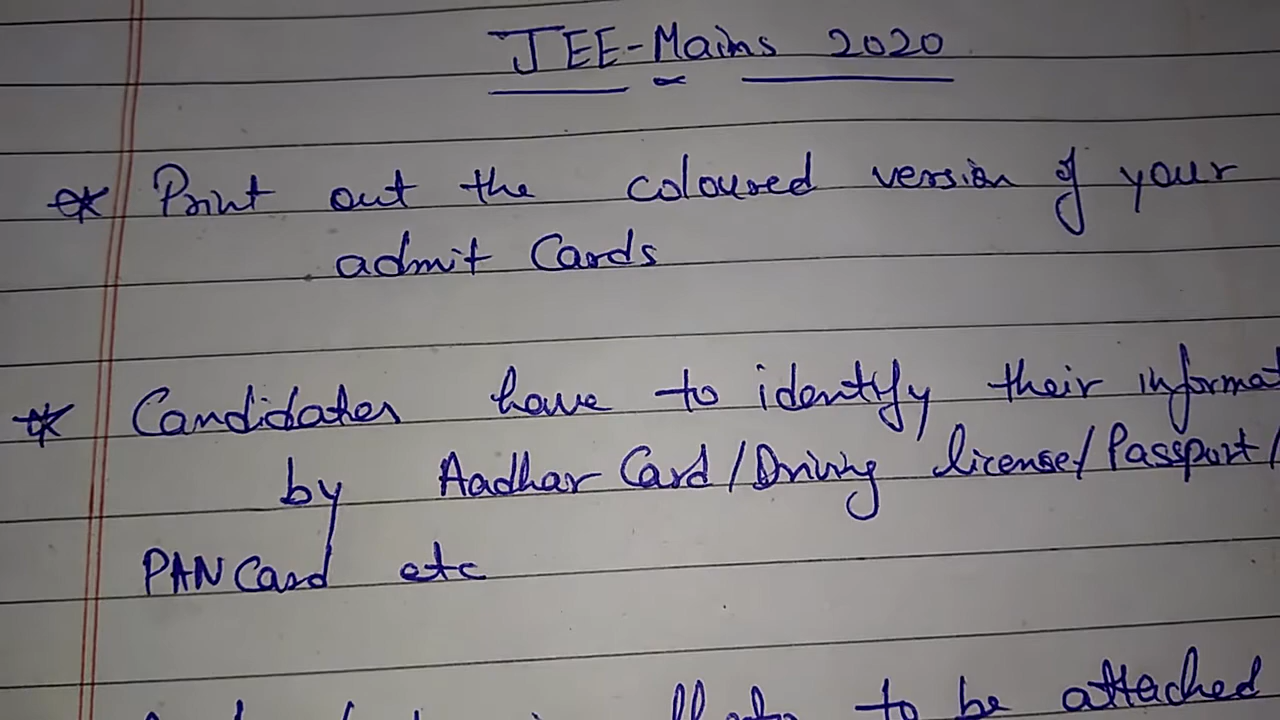 JEE-Mains 2020
* Print out the coloured version of your
admit Cards
* Candidates have to identify their informat
by Aadhar Card/Driving license/Passport/
PAN Card etc
to be attached